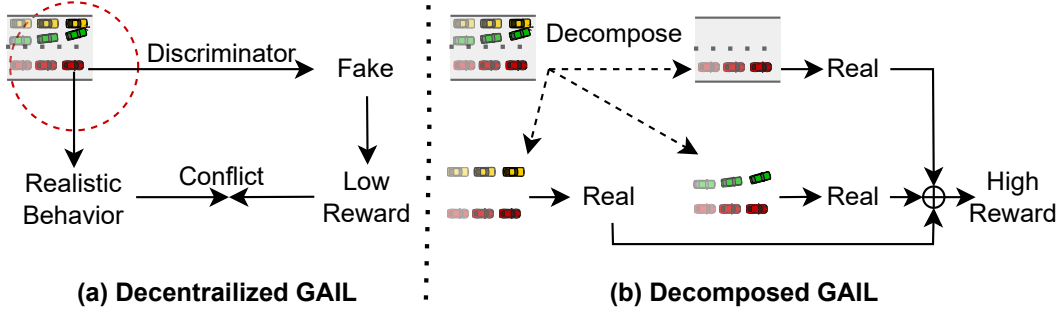 Discriminator
Fake
Realistic
Behavior
Conflict
Low
Reward
(a) Decentrailized GAIL
Decompose
Real
Real
Real
High
Reward
(b) Decomposed GAIL